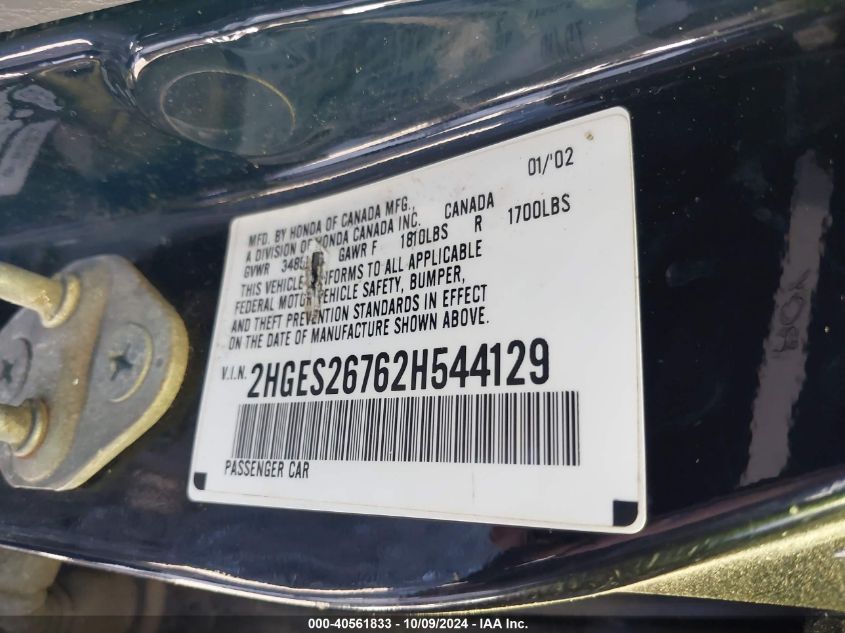 01/'02
MFD. BY HONDA OF CANADA MFG.,
A DIVISION OF HONDA CANADA INC. CANADA
GVWR GAWR F 1810LBS R 1700LBS
THIS VEHICLE CONFORMS TO ALL APPLICABLE
FEDERAL MOTOR VEHICLE SAFETY, BUMPER,
AND THEFT PREVENTION STANDARDS IN EFFECT
ON THE DATE OF MANUFACTURE SHOWN ABOVE.
V.I.N. 2HGES26762H544129
PASSENGER CAR
000-40561833 - 10/09/2024 - IAA Inc.